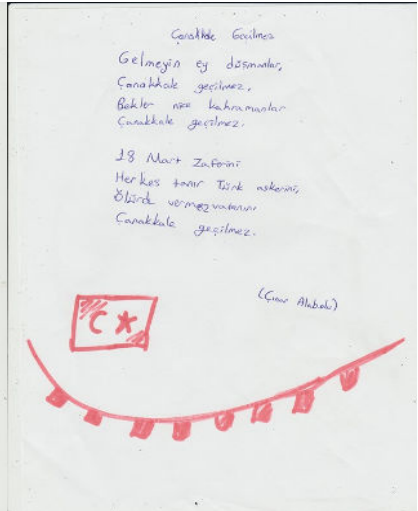 Çanakkale Geçilmez
Gelmeyin ey düşmanlar,
Çanakkale geçilmez,
Bekler nice kahramanlar
Çanakkale geçilmez.
18 Mart Zaferini
Herkes tanır Türk askerini,
Ölürde vermez vatanını
Çanakkale geçilmez.
(Çınar